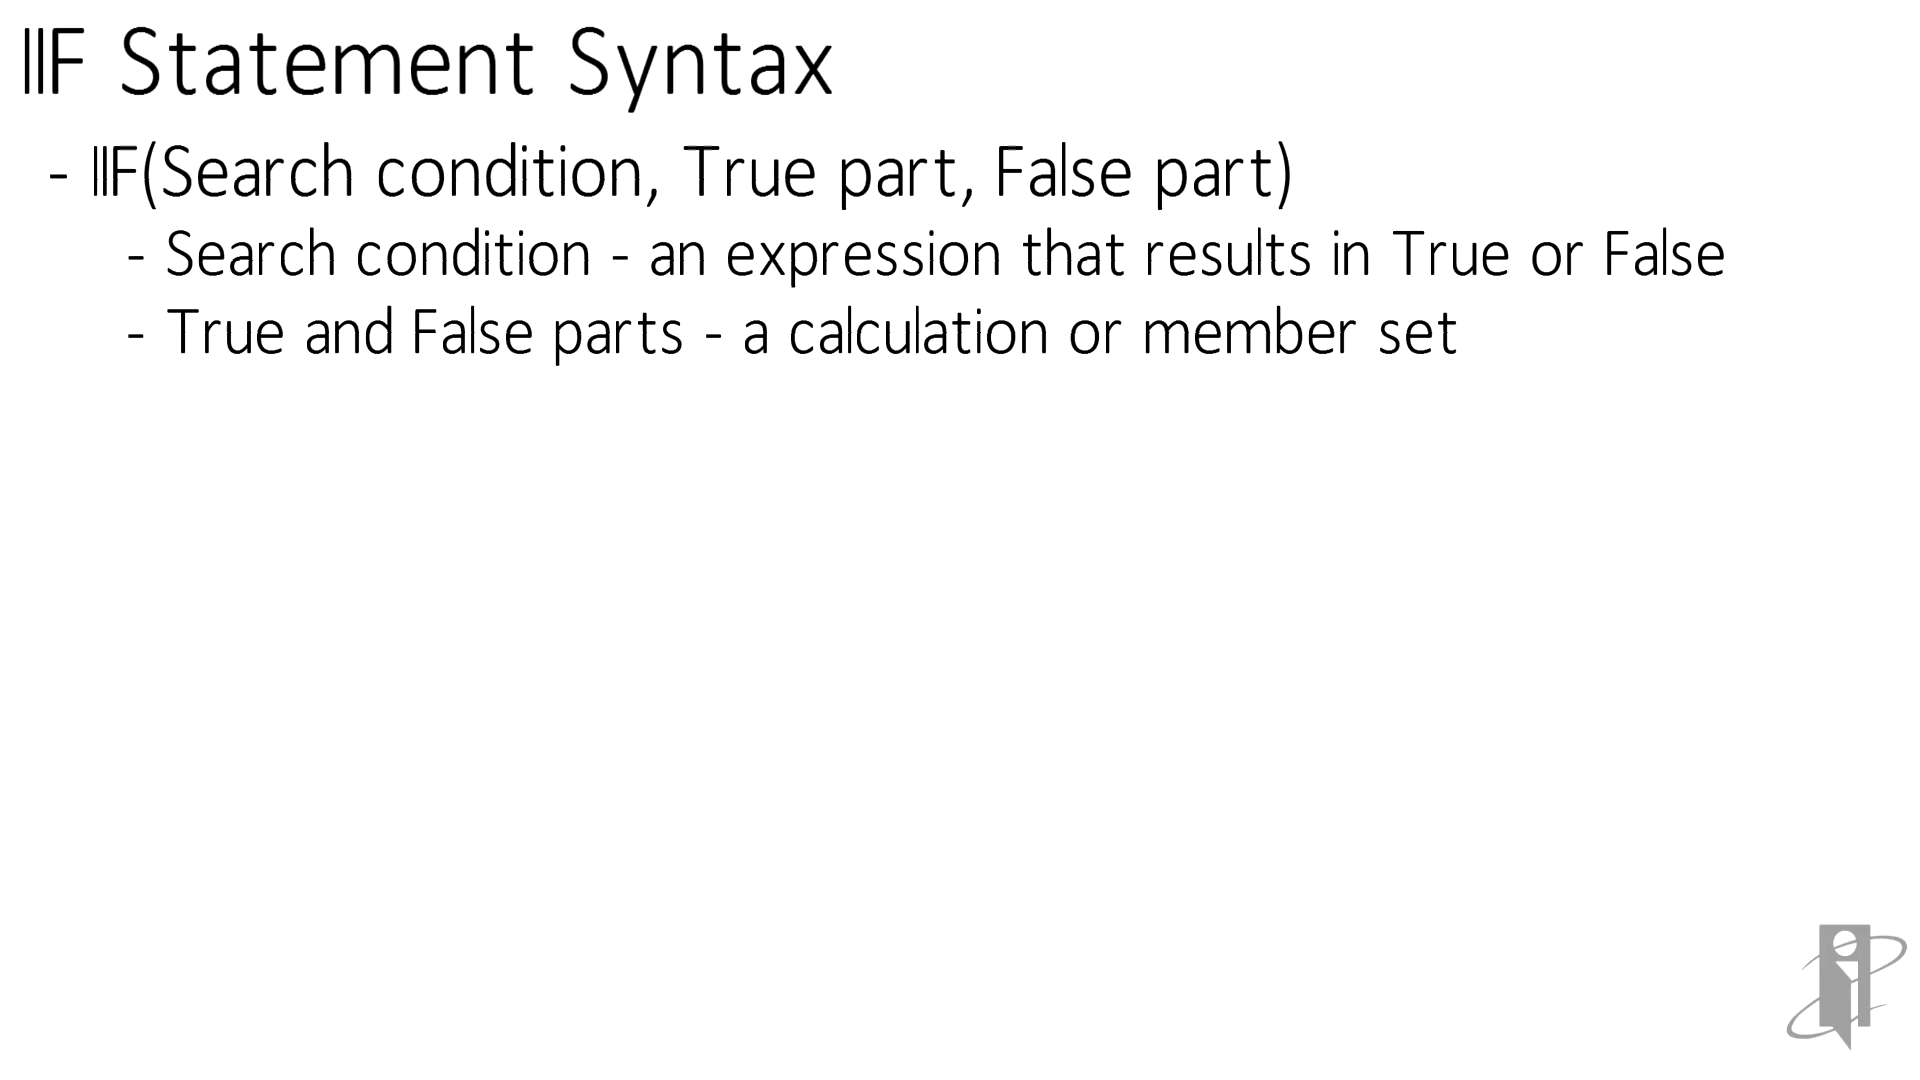 IIF Statement Syntax
- IIF(Search condition, True part, False part)
- Search condition - an expression that results in True or False
- True and False parts - a calculation or member set